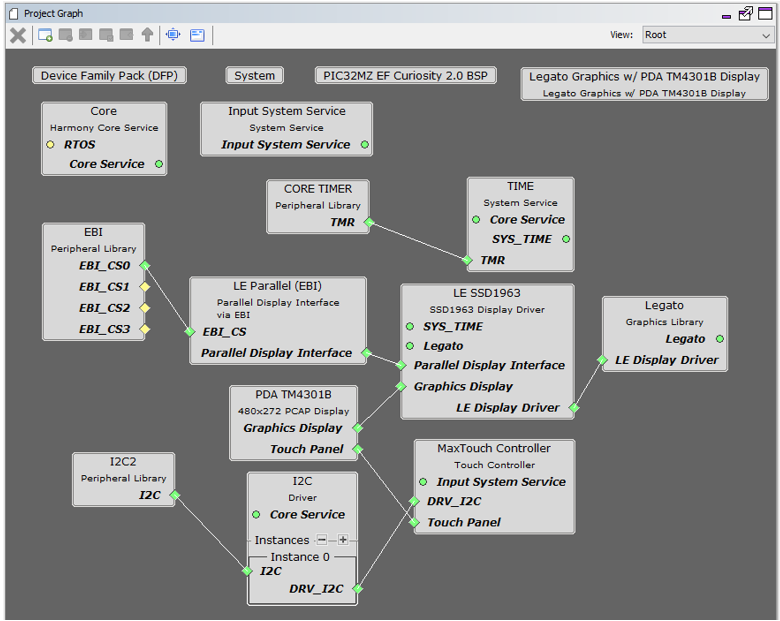 Project Graph
View: Root
Device Family Pack (DFP)
System
PIC32MZ EF Curiosity 2.0 BSP
Legato Graphics w/ PDA TM4301B Display
Legato Graphics w/ PDA TM4301B Display
Core
Harmony Core Service
RTOS
Core Service
Input System Service
System Service
Input System Service
CORE TIMER
Peripheral Library
TMR
TIME
System Service
Core Service
SYS_TIME
TMR
EBI
Peripheral Library
EBI_CS0
EBI_CS1
EBI_CS2
EBI_CS3
LE Parallel (EBI)
Parallel Display Interface
via EBI
EBI_CS
Parallel Display Interface
LE SSD1963
SSD1963 Display Driver
SYS_TIME
Legato
Parallel Display Interface
Graphics Display
LE Display Driver
Legato
Graphics Library
Legato
LE Display Driver
PDA TM4301B
480x272 PCAP Display
Graphics Display
Touch Panel
MaxTouch Controller
Touch Controller
Input System Service
DRV_I2C
Touch Panel
I2C2
Peripheral Library
I2C
I2C
Driver
Core Service
Instances
Instance 0
I2C
DRV_I2C